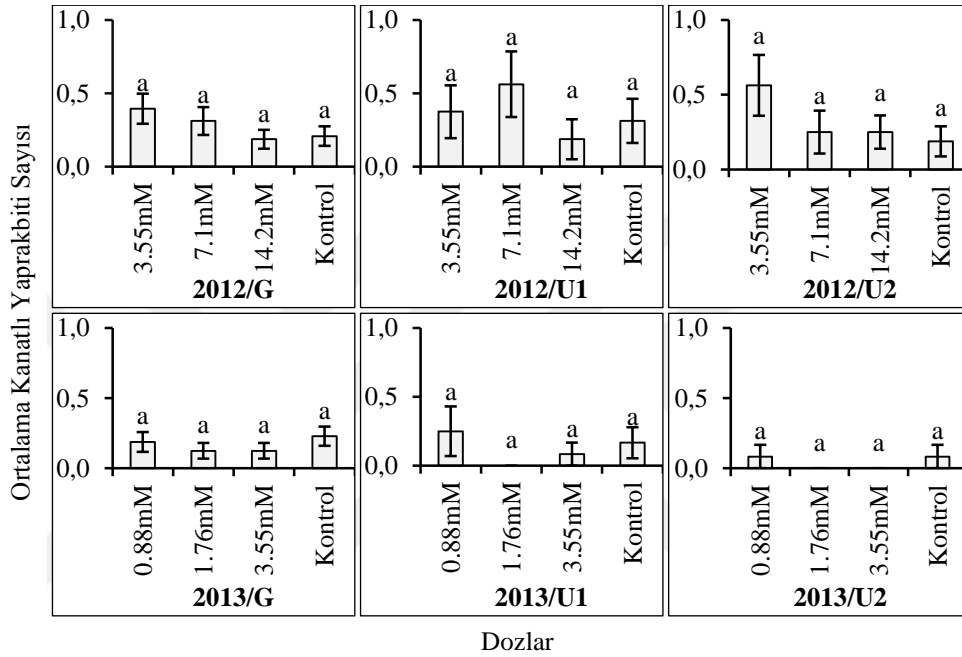 Ortalama Kanatlı Yaprakbiti Sayısı
1,0
0,5
0,0
a
a
a
a
3.55mM
7.1mM
14.2mM
Kontrol
2012/G
1,0
0,5
0,0
a
a
a
a
3.55mM
7.1mM
14.2mM
Kontrol
2012/U1
1,0
0,5
0,0
a
a
a
a
3.55mM
7.1mM
14.2mM
Kontrol
2012/U2
1,0
0,5
0,0
a
a
a
a
0.88mM
1.76mM
3.55mM
Kontrol
2013/G
1,0
0,5
0,0
a
a
a
a
0.88mM
1.76mM
3.55mM
Kontrol
2013/U1
1,0
0,5
0,0
a
a
a
a
0.88mM
1.76mM
3.55mM
Kontrol
2013/U2
Dozlar